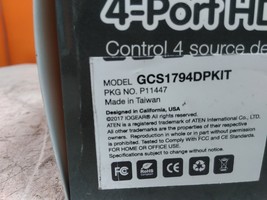 4-Port HD
Control 4 source de
MODEL GCS1794DPKIT
PKG NO. P11447
Made in Taiwan
Designed in California, USA
©2017 IOGEAR® All Rights Reserved.
ATEN is a registered trademark of ATEN International Co., LTD.
All other trademarks are the properties of their respective
owners. Reproduction in whole or in part without permission
is prohibited. Tested to Comply With FCC and CE Standards
FOR HOME OR OFFICE USE.
Specifications subject to change without notice.
FC
CE